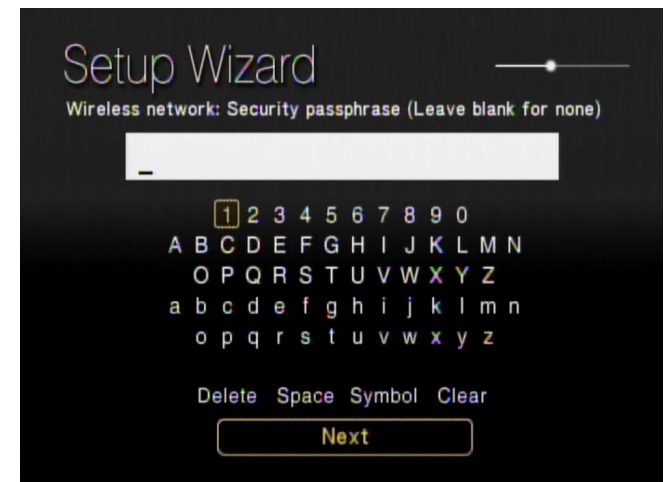 Setup Wizard
Wireless network: Security passphrase (Leave blank for none)
_
1 2 3 4 5 6 7 8 9 0
A B C D E F G H I J K L M N
O P Q R S T U V W X Y Z
a b c d e f g h i j k l m n
o p q r s t u v w x y z
Delete Space Symbol Clear
Next